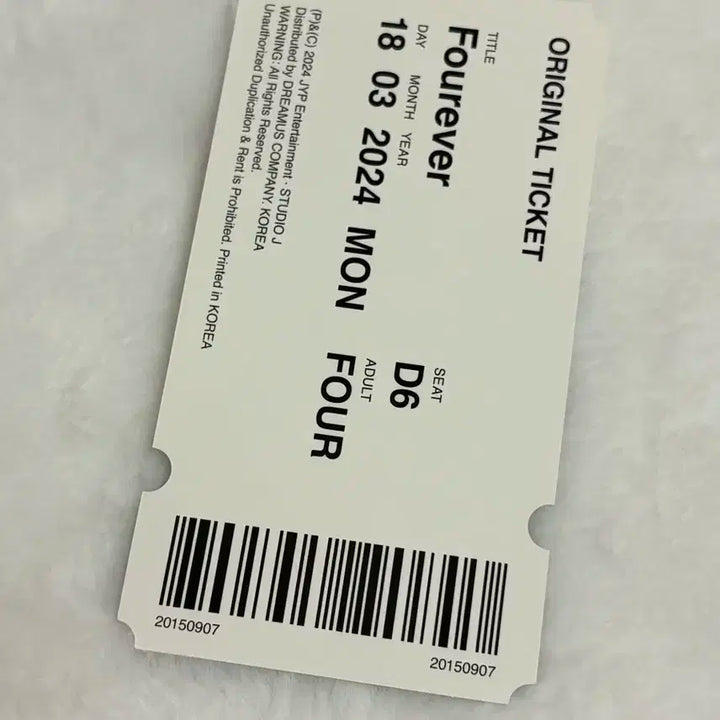 ORIGINAL TICKET
TITLE
Fourever
DAY MONTH YEAR
18 03 2024 MON
SEAT
D6
ADULT
FOUR
(P)&(C) 2024 JYP Entertainment · STUDIO J
Distributed by DREAMUS COMPANY. KOREA
WARNING: All Rights Reserved.
Unauthorized Duplication & Rent is Prohibited. Printed in KOREA
20150907
20150907